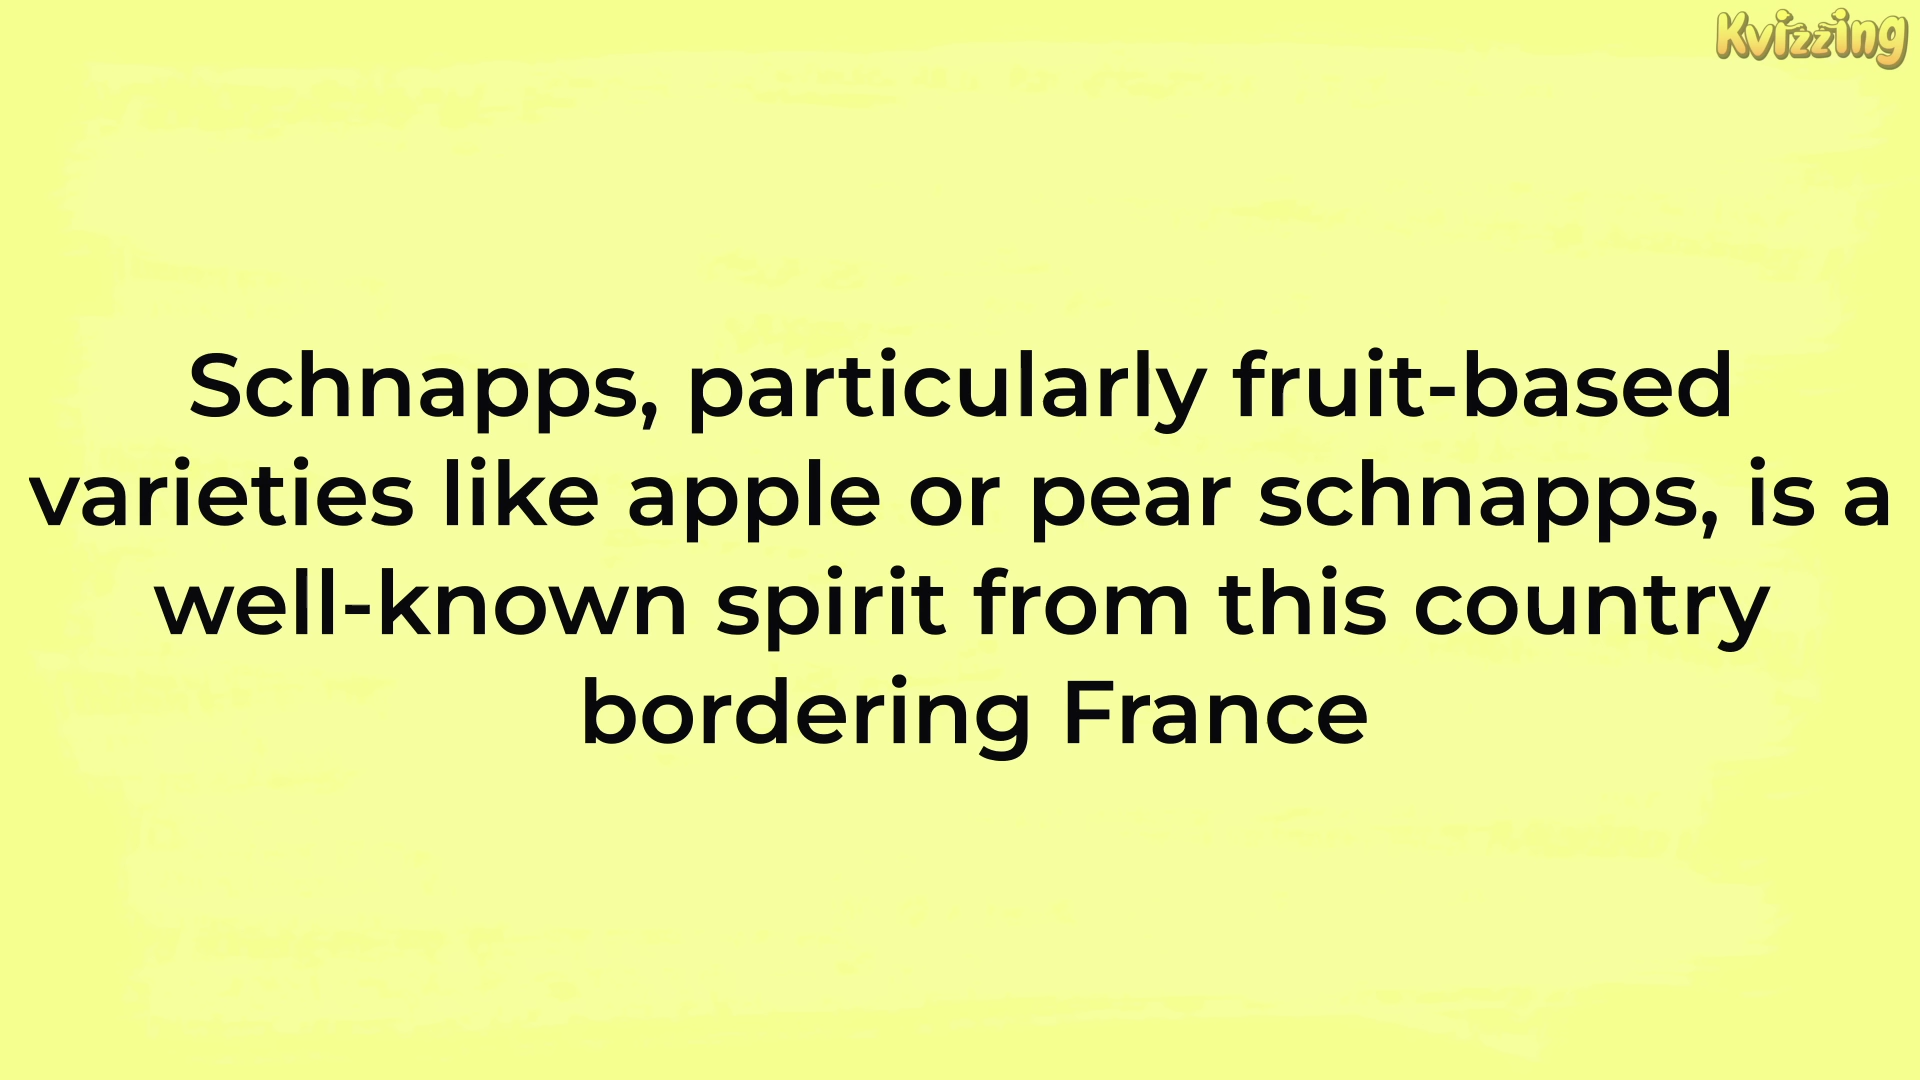 Kvizzing
Schnapps, particularly fruit-based
varieties like apple or pear schnapps, is a
well-known spirit from this country
bordering France